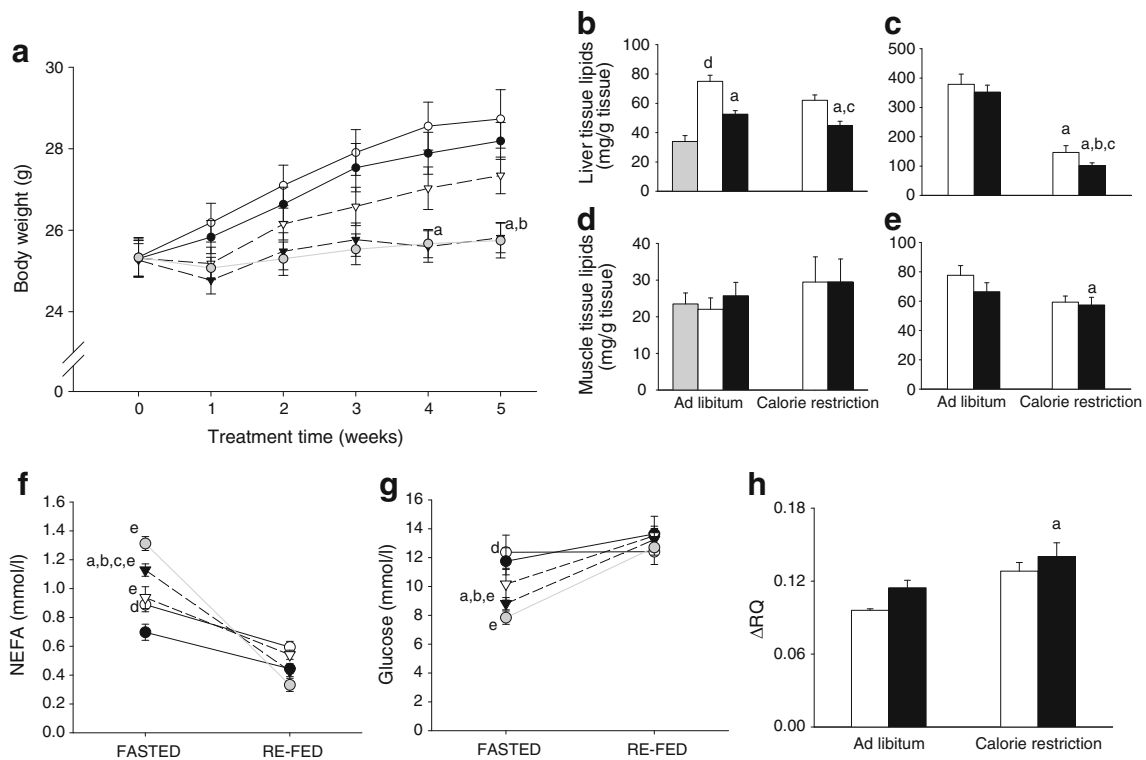 a
Body weight (g)
30
28
26
24
0
0 1 2 3 4 5
Treatment time (weeks)
a
a,b
b
Liver tissue lipids
(mg/g tissue)
100
80
60
40
20
0
d
a
a,c
c
500
400
300
200
100
0
a
a,b,c
d
Muscle tissue lipids
(mg/g tissue)
40
30
20
10
0
Ad libitum Calorie restriction
e
100
80
60
40
20
0
a
Ad libitum Calorie restriction
f
NEFA (mmol/l)
1.6
1.4
1.2
1.0
0.8
0.6
0.4
0.2
0.0
e
a,b,c,e
e
d
FASTED RE-FED
g
Glucose (mmol/l)
16
14
12
10
8
6
4
2
0
d
a,b,e
e
FASTED RE-FED
h
ΔRQ
0.18
0.12
0.06
0.00
a
Ad libitum Calorie restriction